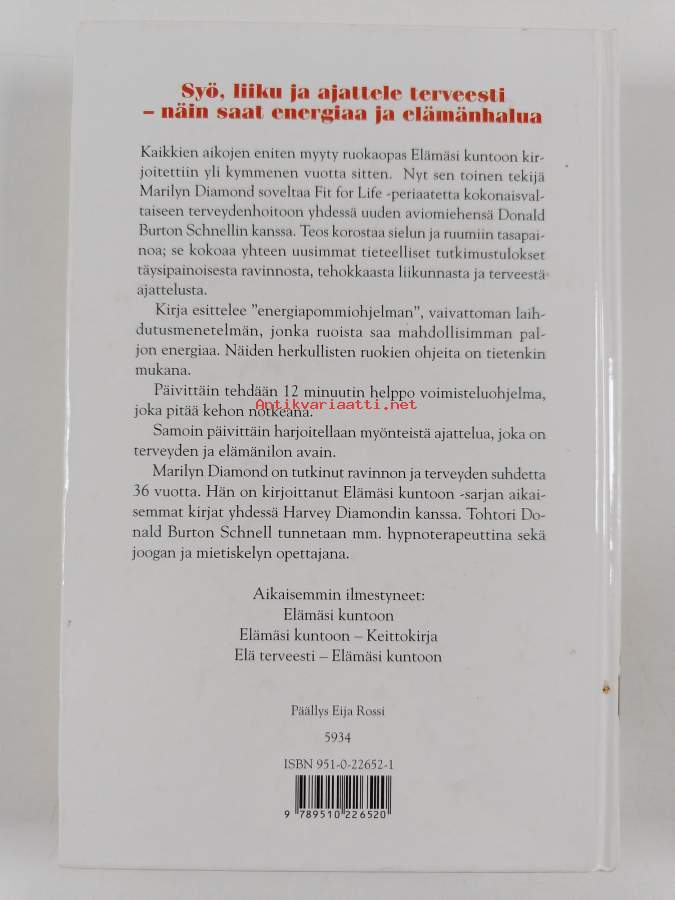 Syö, liiku ja ajattele terveesti
– näin saat energiaa ja elämänhalua
Kaikkien aikojen eniten myyty ruokaopas Elämäsi kuntoon kir-
joitettiin yli kymmenen vuotta sitten. Nyt sen toinen tekijä
Marilyn Diamond soveltaa Fit for Life -periaatetta kokonaisval-
taiseen terveydenhoitoon yhdessä uuden aviomiehensä Donald
Burton Schnellin kanssa. Teos korostaa sielun ja ruumiin tasapai-
noa; se kokoaa yhteen uusimmat tieteelliset tutkimustulokset
täysipainoisesta ravinnosta, tehokkaasta liikunnasta ja terveestä
ajattelusta.
Kirja esittelee ”energiapommiohjelman”, vaivattoman laih-
dutusmenetelmän, jonka ruoista saa mahdollisimman pal-
jon energiaa. Näiden herkullisten ruokien ohjeita on tietenkin
mukana.
Päivittäin tehdään 12 minuutin helppo voimisteluohjelma,
Antikvariaatti.net
joka pitää kehon notkeana.
Samoin päivittäin harjoitellaan myönteistä ajattelua, joka on
terveyden ja elämänilon avain.
Marilyn Diamond on tutkinut ravinnon ja terveyden suhdetta
36 vuotta. Hän on kirjoittanut Elämäsi kuntoon -sarjan aikai-
semmat kirjat yhdessä Harvey Diamondin kanssa. Tohtori Do-
nald Burton Schnell tunnetaan mm. hypnoterapeuttina sekä
joogan ja mietiskelyn opettajana.
Aikaisemmin ilmestyneet:
Elämäsi kuntoon
Elämäsi kuntoon – Keittokirja
Elä terveesti – Elämäsi kuntoon
Päällys Eija Rossi
5934
ISBN 951-0-22652-1
9 789510 226520